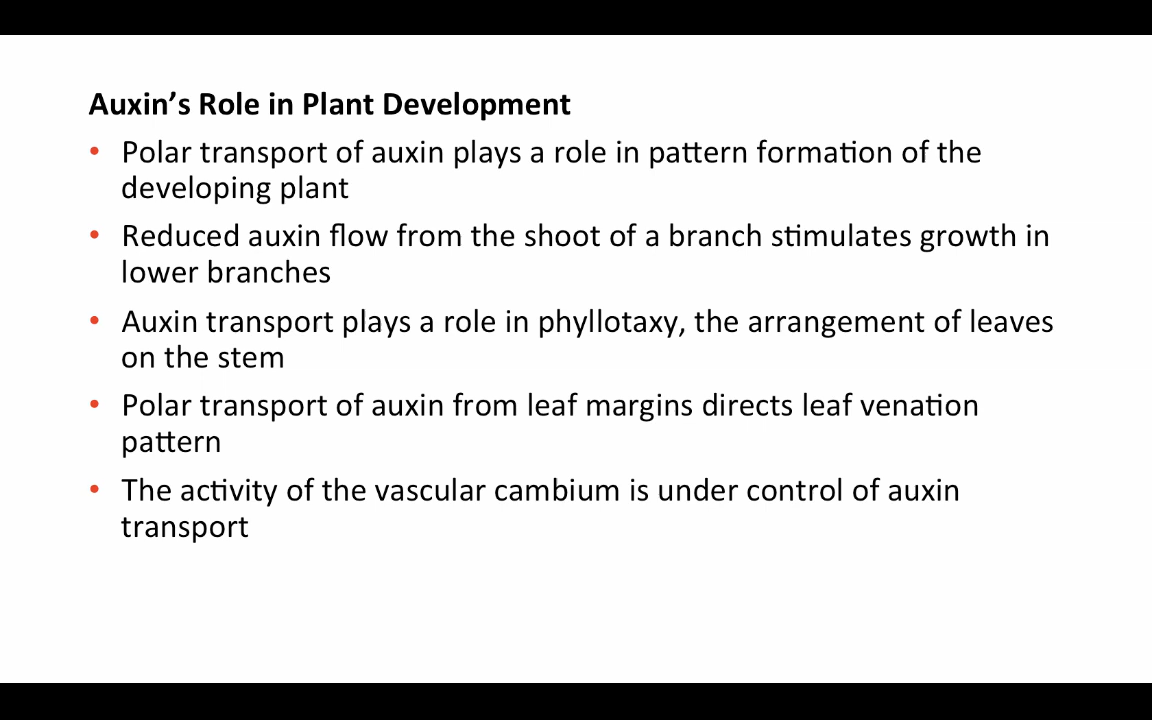 Auxin’s Role in Plant Development
• Polar transport of auxin plays a role in pattern formation of the
developing plant
• Reduced auxin flow from the shoot of a branch stimulates growth in
lower branches
• Auxin transport plays a role in phyllotaxy, the arrangement of leaves
on the stem
• Polar transport of auxin from leaf margins directs leaf venation
pattern
• The activity of the vascular cambium is under control of auxin
transport